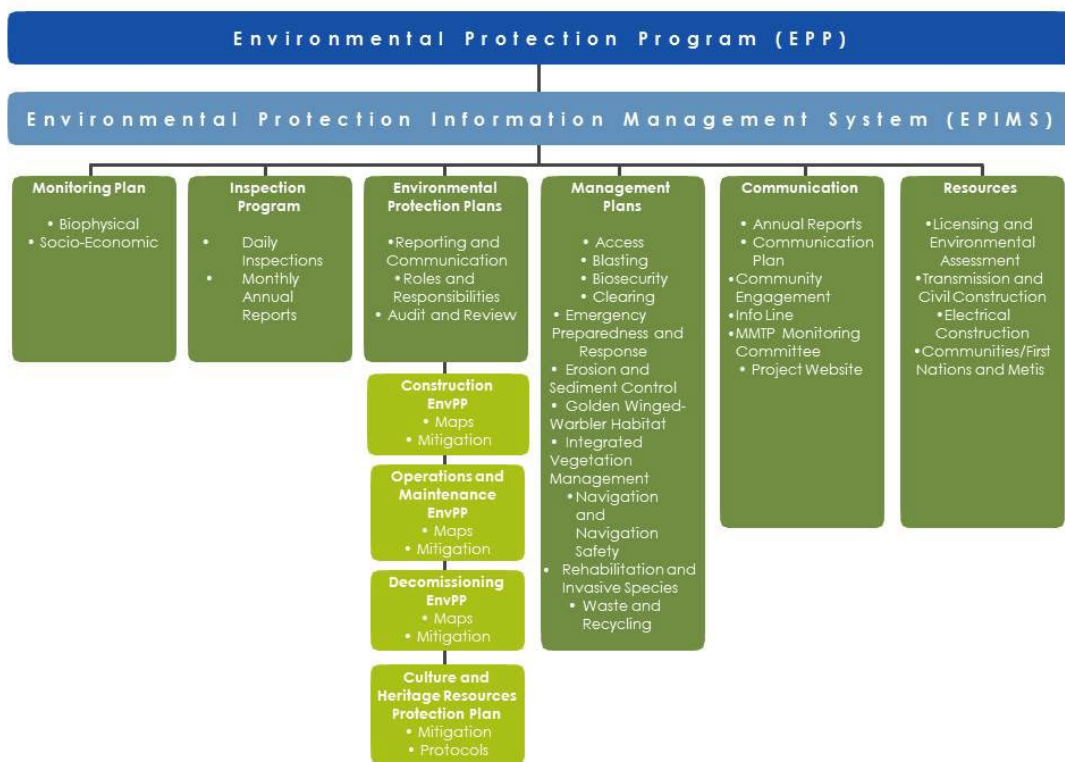 Environmental Protection Program (EPP)
Environmental Protection Information Management System (EPIMS)
Monitoring Plan
• Biophysical
• Socio-Economic
Inspection
Program
• Daily
Inspections
• Monthly
Annual
Reports
Environmental
Protection Plans
•Reporting and
Communication
•Roles and
Responsibilities
• Audit and Review
Construction
EnvPP
• Maps
• Mitigation
Operations and
Maintenance
EnvPP
• Maps
• Mitigation
Decomissioning
EnvPP
• Maps
• Mitigation
Culture and
Heritage Resources
Protection Plan
• Mitigation
• Protocols
Management
Plans
• Access
• Blasting
• Biosecurity
• Clearing
• Emergency
Preparedness and
Response
• Erosion and
Sediment Control
• Golden Winged-
Warbler Habitat
• Integrated
Vegetation
Management
•Navigation
and
Navigation
Safety
• Rehabilitation and
Invasive Species
• Waste and
Recycling
Communication
• Annual Reports
• Communication
Plan
•Community
Engagement
•Info Line
•MMTP Monitoring
Committee
• Project Website
Resources
•Licensing and
Environmental
Assessment
•Transmission and
Civil Construction
•Electrical
Construction
•Communities/First
Nations and Metis